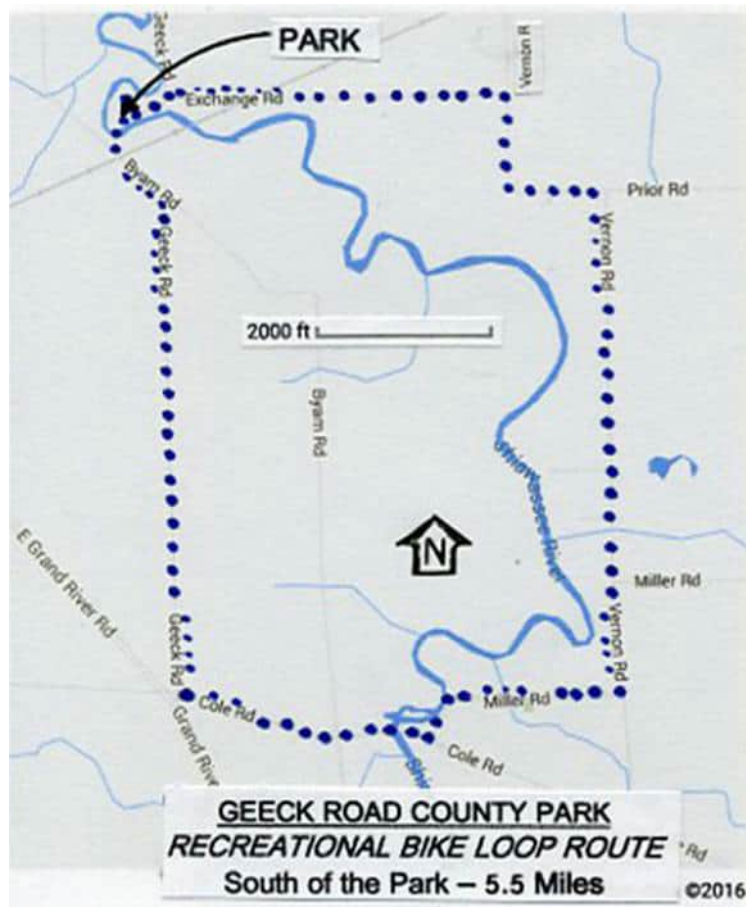 Geeck Rd
PARK
Vernon R
Exchange Rd
Byam Rd
Prior Rd
Geeck Rd
Vernon Rd
2000 ft
Byam Rd
Shiawassee River
N
E Grand River Rd
Miller Rd
Geeck Rd
Vernon Rd
Cole Rd
Miller Rd
Grand Rive
Cole Rd
Shi
GEECK ROAD COUNTY PARK
RECREATIONAL BIKE LOOP ROUTE
Rd
South of the Park – 5.5 Miles
©2016